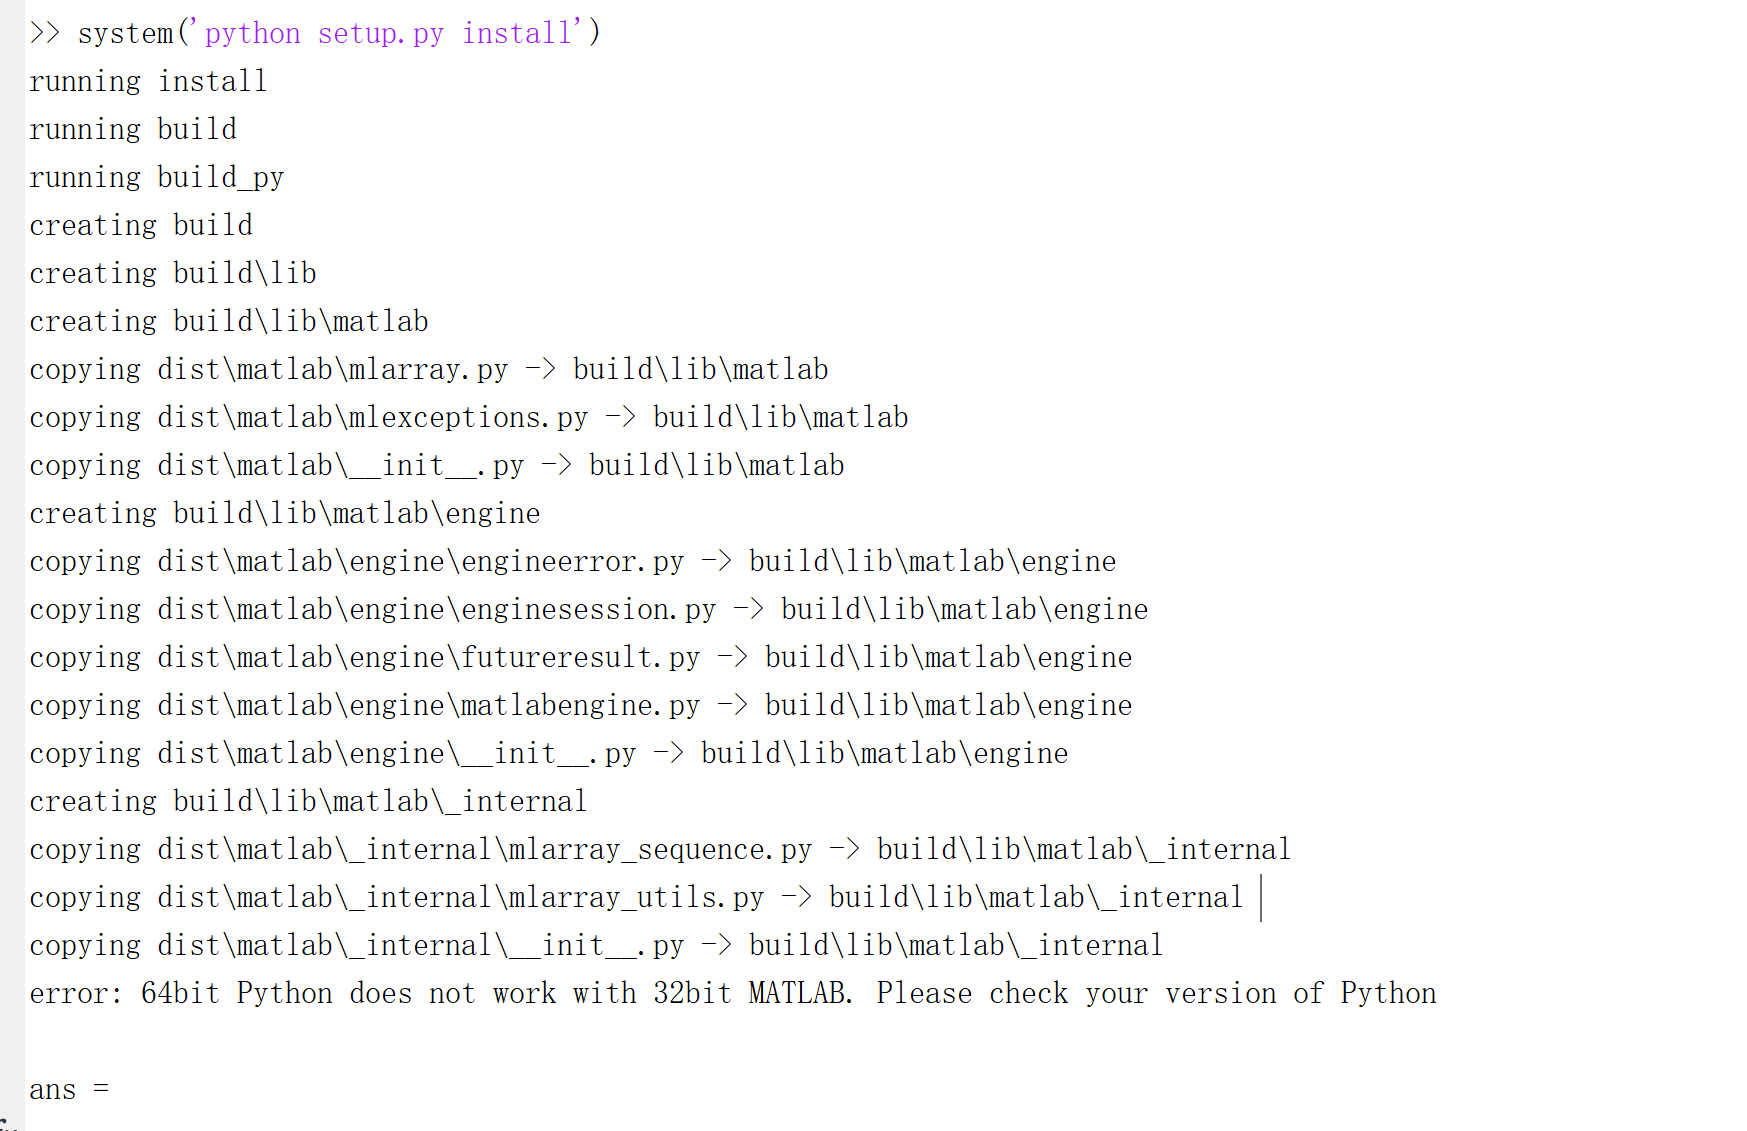 >> system('python setup.py install')
running install
running build
running build_py
creating build
creating build\lib
creating build\lib\matlab
copying dist\matlab\mlarray.py -> build\lib\matlab
copying dist\matlab\mlexceptions.py -> build\lib\matlab
copying dist\matlab\__init__.py -> build\lib\matlab
creating build\lib\matlab\engine
copying dist\matlab\engine\engineerror.py -> build\lib\matlab\engine
copying dist\matlab\engine\enginesession.py -> build\lib\matlab\engine
copying dist\matlab\engine\futureresult.py -> build\lib\matlab\engine
copying dist\matlab\engine\matlabengine.py -> build\lib\matlab\engine
copying dist\matlab\engine\__init__.py -> build\lib\matlab\engine
creating build\lib\matlab\_internal
copying dist\matlab\_internal\mlarray_sequence.py -> build\lib\matlab\_internal
copying dist\matlab\_internal\mlarray_utils.py -> build\lib\matlab\_internal
copying dist\matlab\_internal\__init__.py -> build\lib\matlab\_internal
error: 64bit Python does not work with 32bit MATLAB. Please check your version of Python
ans =